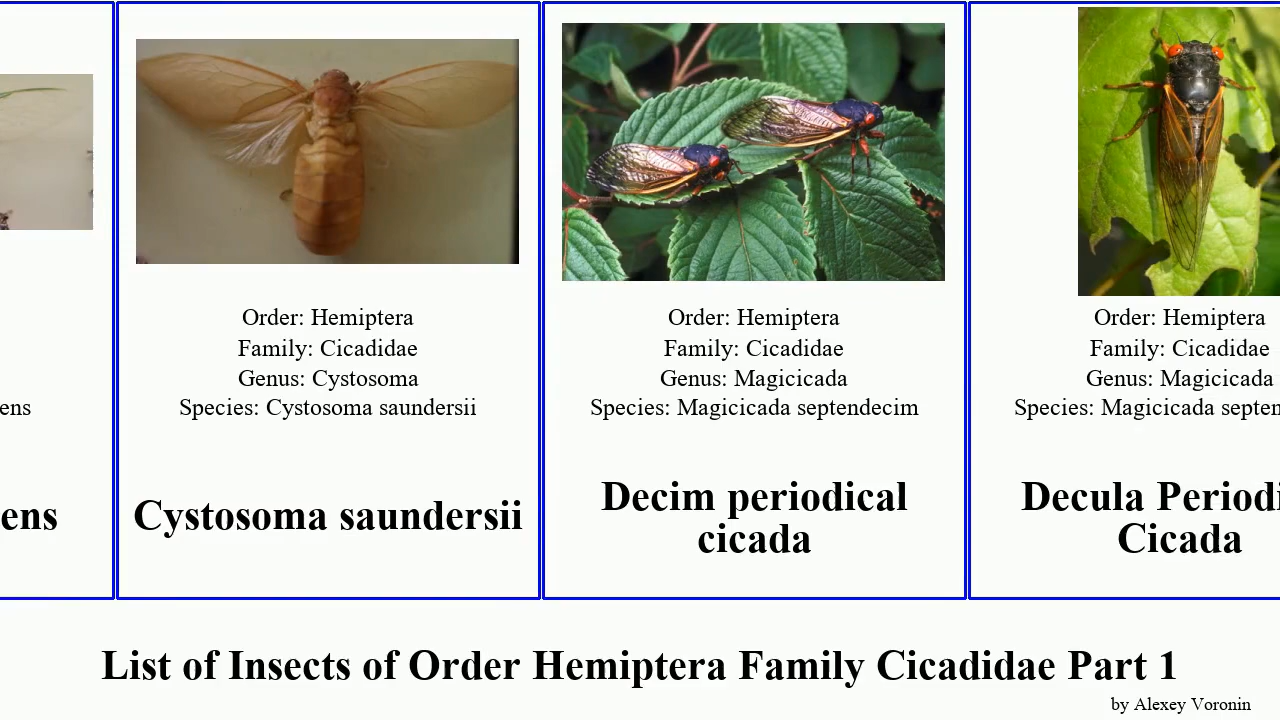 ens
ens
Order: Hemiptera
Family: Cicadidae
Genus: Cystosoma
Species: Cystosoma saundersii
Cystosoma saundersii
Order: Hemiptera
Family: Cicadidae
Genus: Magicicada
Species: Magicicada septendecim
Decim periodical
cicada
Order: Hemiptera
Family: Cicadidae
Genus: Magicicada
Species: Magicicada septen
Decula Periodi
Cicada
List of Insects of Order Hemiptera Family Cicadidae Part 1
by Alexey Voronin